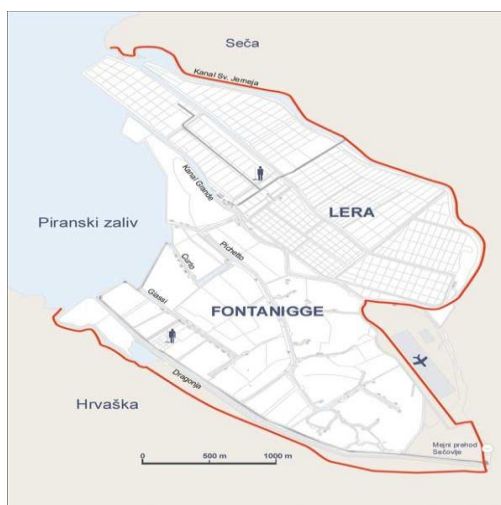 Seča
Kanal Sv. Jerneja
Kanal Grande
LERA
Piranski zaliv
Pichetto
Curto
Giassi
FONTANIGGE
Dragonja
Hrvaška
Mejni prehod
Sečovlje
0 500 m 1000 m